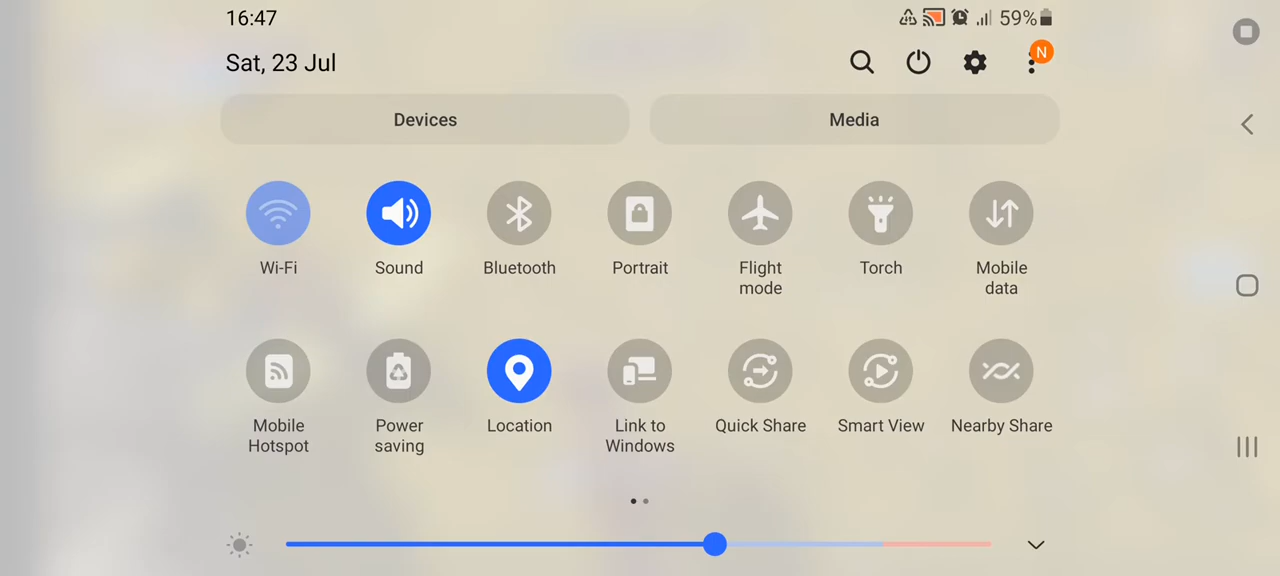 16:47
59%
Sat, 23 Jul
N
Devices
Media
Wi-Fi
Sound
Bluetooth
Portrait
Flight
mode
Torch
Mobile
data
Mobile
Hotspot
Power
saving
Location
Link to
Windows
Quick Share
Smart View
Nearby Share